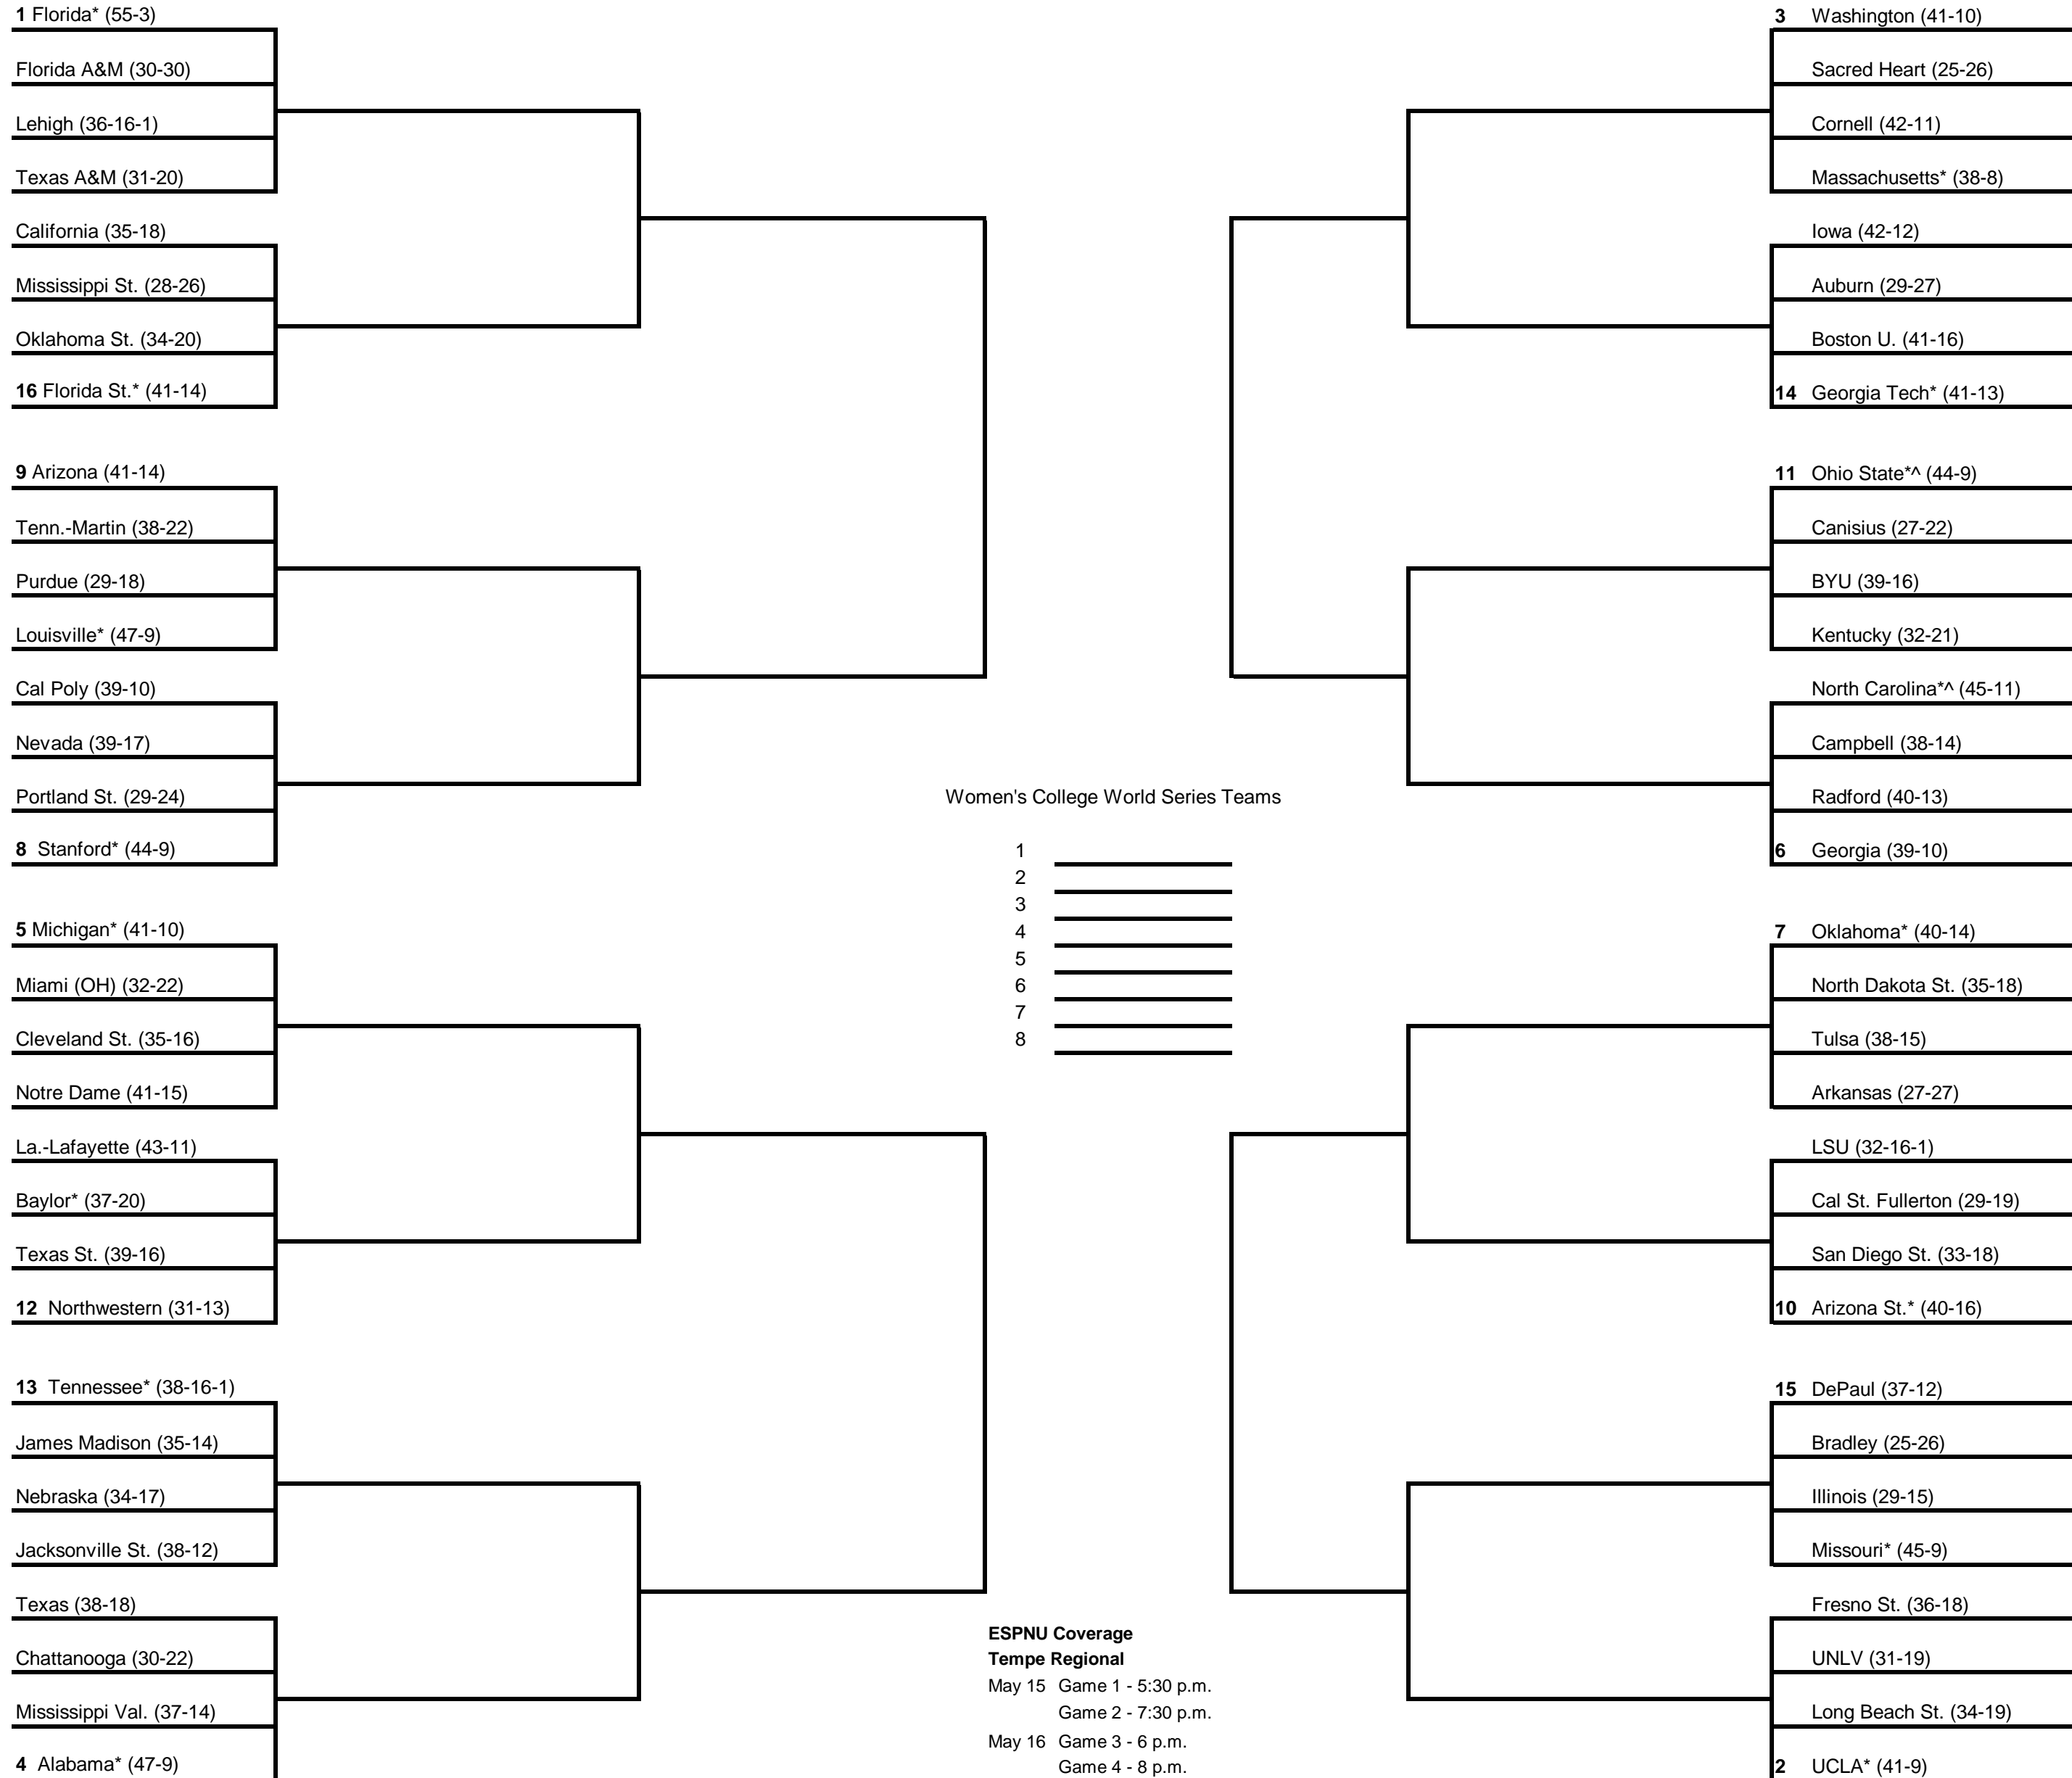 1 Florida* (55-3)
Florida A&M (30-30)
Lehigh (36-16-1)
Texas A&M (31-20)
California (35-18)
Mississippi St. (28-26)
Oklahoma St. (34-20)
16 Florida St.* (41-14)
9 Arizona (41-14)
Tenn.-Martin (38-22)
Purdue (29-18)
Louisville* (47-9)
Cal Poly (39-10)
Nevada (39-17)
Portland St. (29-24)
8 Stanford* (44-9)
5 Michigan* (41-10)
Miami (OH) (32-22)
Cleveland St. (35-16)
Notre Dame (41-15)
La.-Lafayette (43-11)
Baylor* (37-20)
Texas St. (39-16)
12 Northwestern (31-13)
13 Tennessee* (38-16-1)
James Madison (35-14)
Nebraska (34-17)
Jacksonville St. (38-12)
Texas (38-18)
Chattanooga (30-22)
Mississippi Val. (37-14)
4 Alabama* (47-9)
Women's College World Series Teams
1
2
3
4
5
6
7
8
ESPNU Coverage
Tempe Regional
May 15 Game 1 - 5:30 p.m.
Game 2 - 7:30 p.m.
May 16 Game 3 - 6 p.m.
Game 4 - 8 p.m.
3 Washington (41-10)
Sacred Heart (25-26)
Cornell (42-11)
Massachusetts* (38-8)
Iowa (42-12)
Auburn (29-27)
Boston U. (41-16)
14 Georgia Tech* (41-13)
11 Ohio State*^ (44-9)
Canisius (27-22)
BYU (39-16)
Kentucky (32-21)
North Carolina*^ (45-11)
Campbell (38-14)
Radford (40-13)
6 Georgia (39-10)
7 Oklahoma* (40-14)
North Dakota St. (35-18)
Tulsa (38-15)
Arkansas (27-27)
LSU (32-16-1)
Cal St. Fullerton (29-19)
San Diego St. (33-18)
10 Arizona St.* (40-16)
15 DePaul (37-12)
Bradley (25-26)
Illinois (29-15)
Missouri* (45-9)
Fresno St. (36-18)
UNLV (31-19)
Long Beach St. (34-19)
2 UCLA* (41-9)